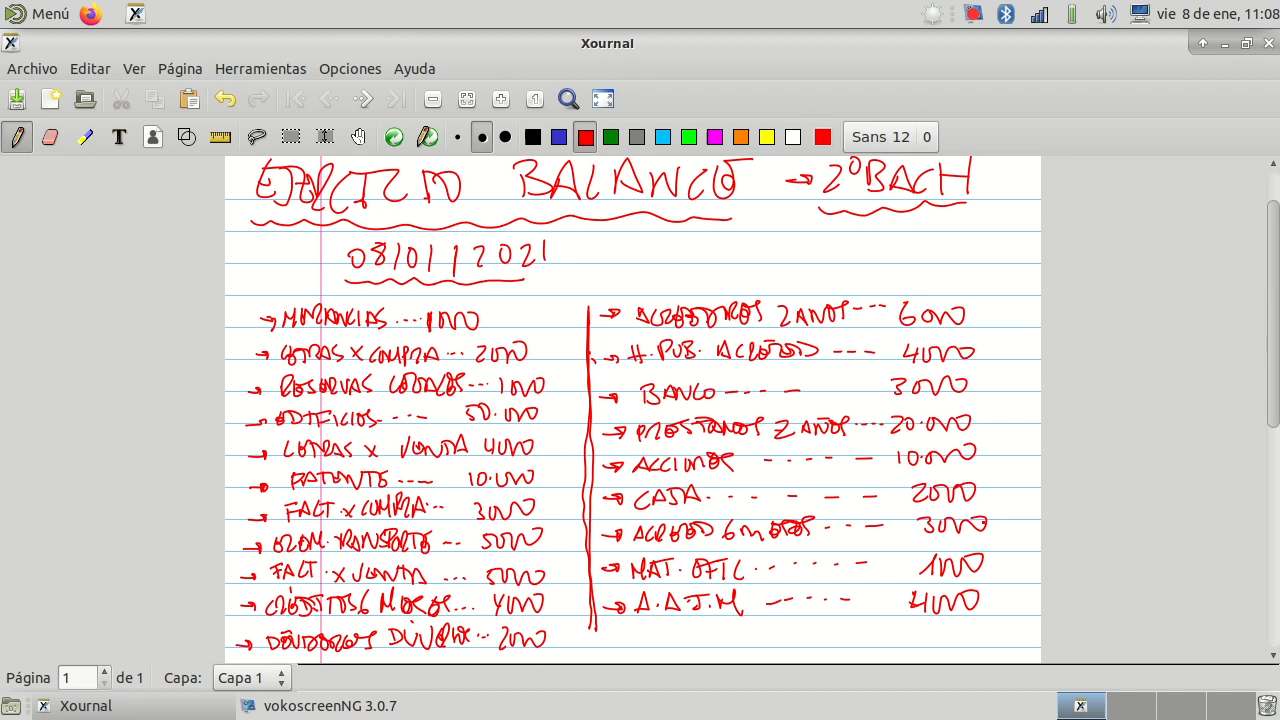 Menú
vie 8 de ene, 11:08
Xournal
Archivo Editar Ver Página Herramientas Opciones Ayuda
Sans 12 0
EJERCICIO BALANCE → 2º BACH
08/01/2021
→ MERCANCIAS ... 1000
→ LETRAS X COMPRA ... 2000
→ RESERVAS LEGALES ... 1000
→ EDIFICIOS ... 50.000
→ LETRAS X VENTA 4000
→ PATENTE ... 10.000
→ FACT. X COMPRA ... 3000
→ ELEM. TRANSPORTE ... 5000
→ FACT. X VENTA ... 5000
→ CRÉDITOS 6 MESES ... 4000
→ DEUDORES DIVERSOS ... 2000
→ ACREEDORES 2 AÑOS --- 6000
→ H. PUB. ACREED --- 4000
→ BANCO ---- 3000
→ PRESTAMOS 2 AÑOS ---- 20.000
→ ACCIONES ----- 10.000
→ CAJA ----- 2000
→ ACREED 6 MESES ---- 3000
→ MAT. OFIC ...... 1000
→ A.A.I.M ----- 4000
Página 1 de 1 Capa: Capa 1
Xournal
vokoscreenNG 3.0.7